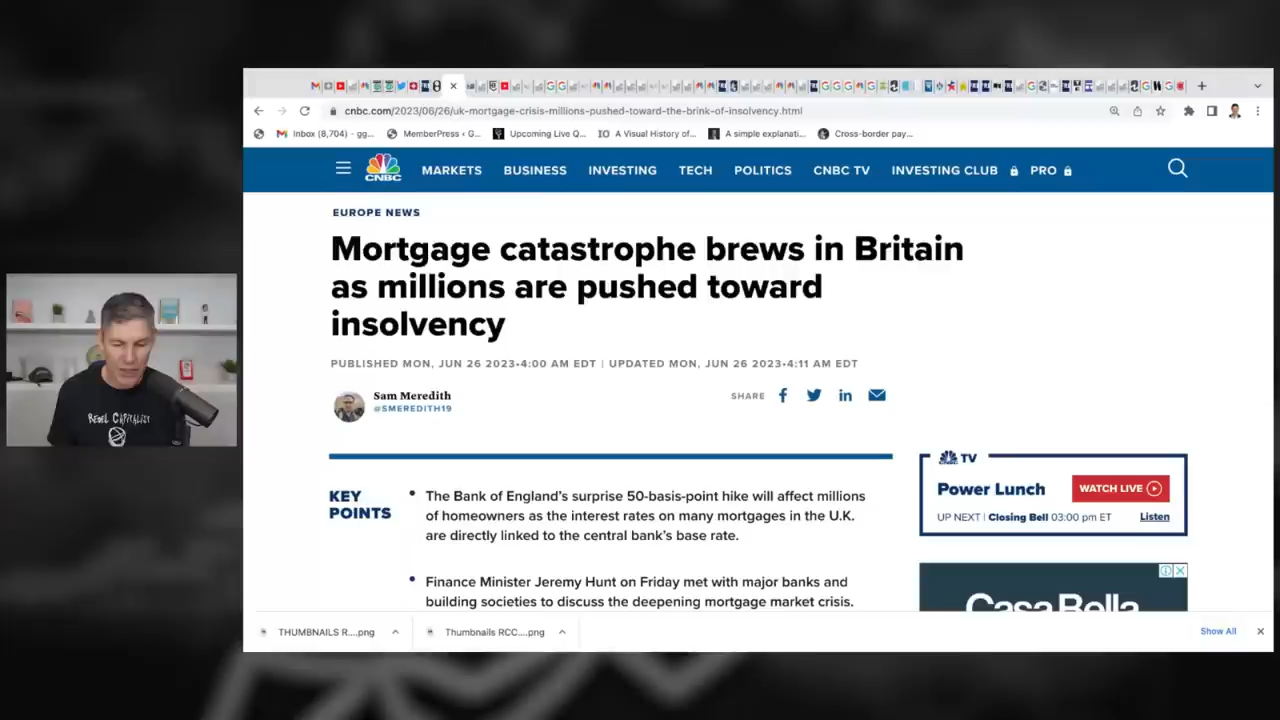 cnbc.com/2023/06/26/uk-mortgage-crisis-millions-pushed-toward-the-brink-of-insolvency.html
Inbox (8,704) - gg... MemberPress ‹ G... Upcoming Live Q... A Visual History of... A simple explanati... Cross-border pay...
CNBC MARKETS BUSINESS INVESTING TECH POLITICS CNBC TV INVESTING CLUB PRO
EUROPE NEWS
Mortgage catastrophe brews in Britain
as millions are pushed toward
insolvency
PUBLISHED MON, JUN 26 2023•4:00 AM EDT | UPDATED MON, JUN 26 2023•4:11 AM EDT
Sam Meredith
@SMEREDITH19
SHARE
KEY
POINTS
• The Bank of England's surprise 50-basis-point hike will affect millions
of homeowners as the interest rates on many mortgages in the U.K.
are directly linked to the central bank's base rate.
• Finance Minister Jeremy Hunt on Friday met with major banks and
building societies to discuss the deepening mortgage market crisis.
TV
Power Lunch
WATCH LIVE
UP NEXT | Closing Bell 03:00 pm ET
Listen
Casa Bella
REBEL CAPITALIST
THUMBNAILS R....png
Thumbnails RCC....png
Show All